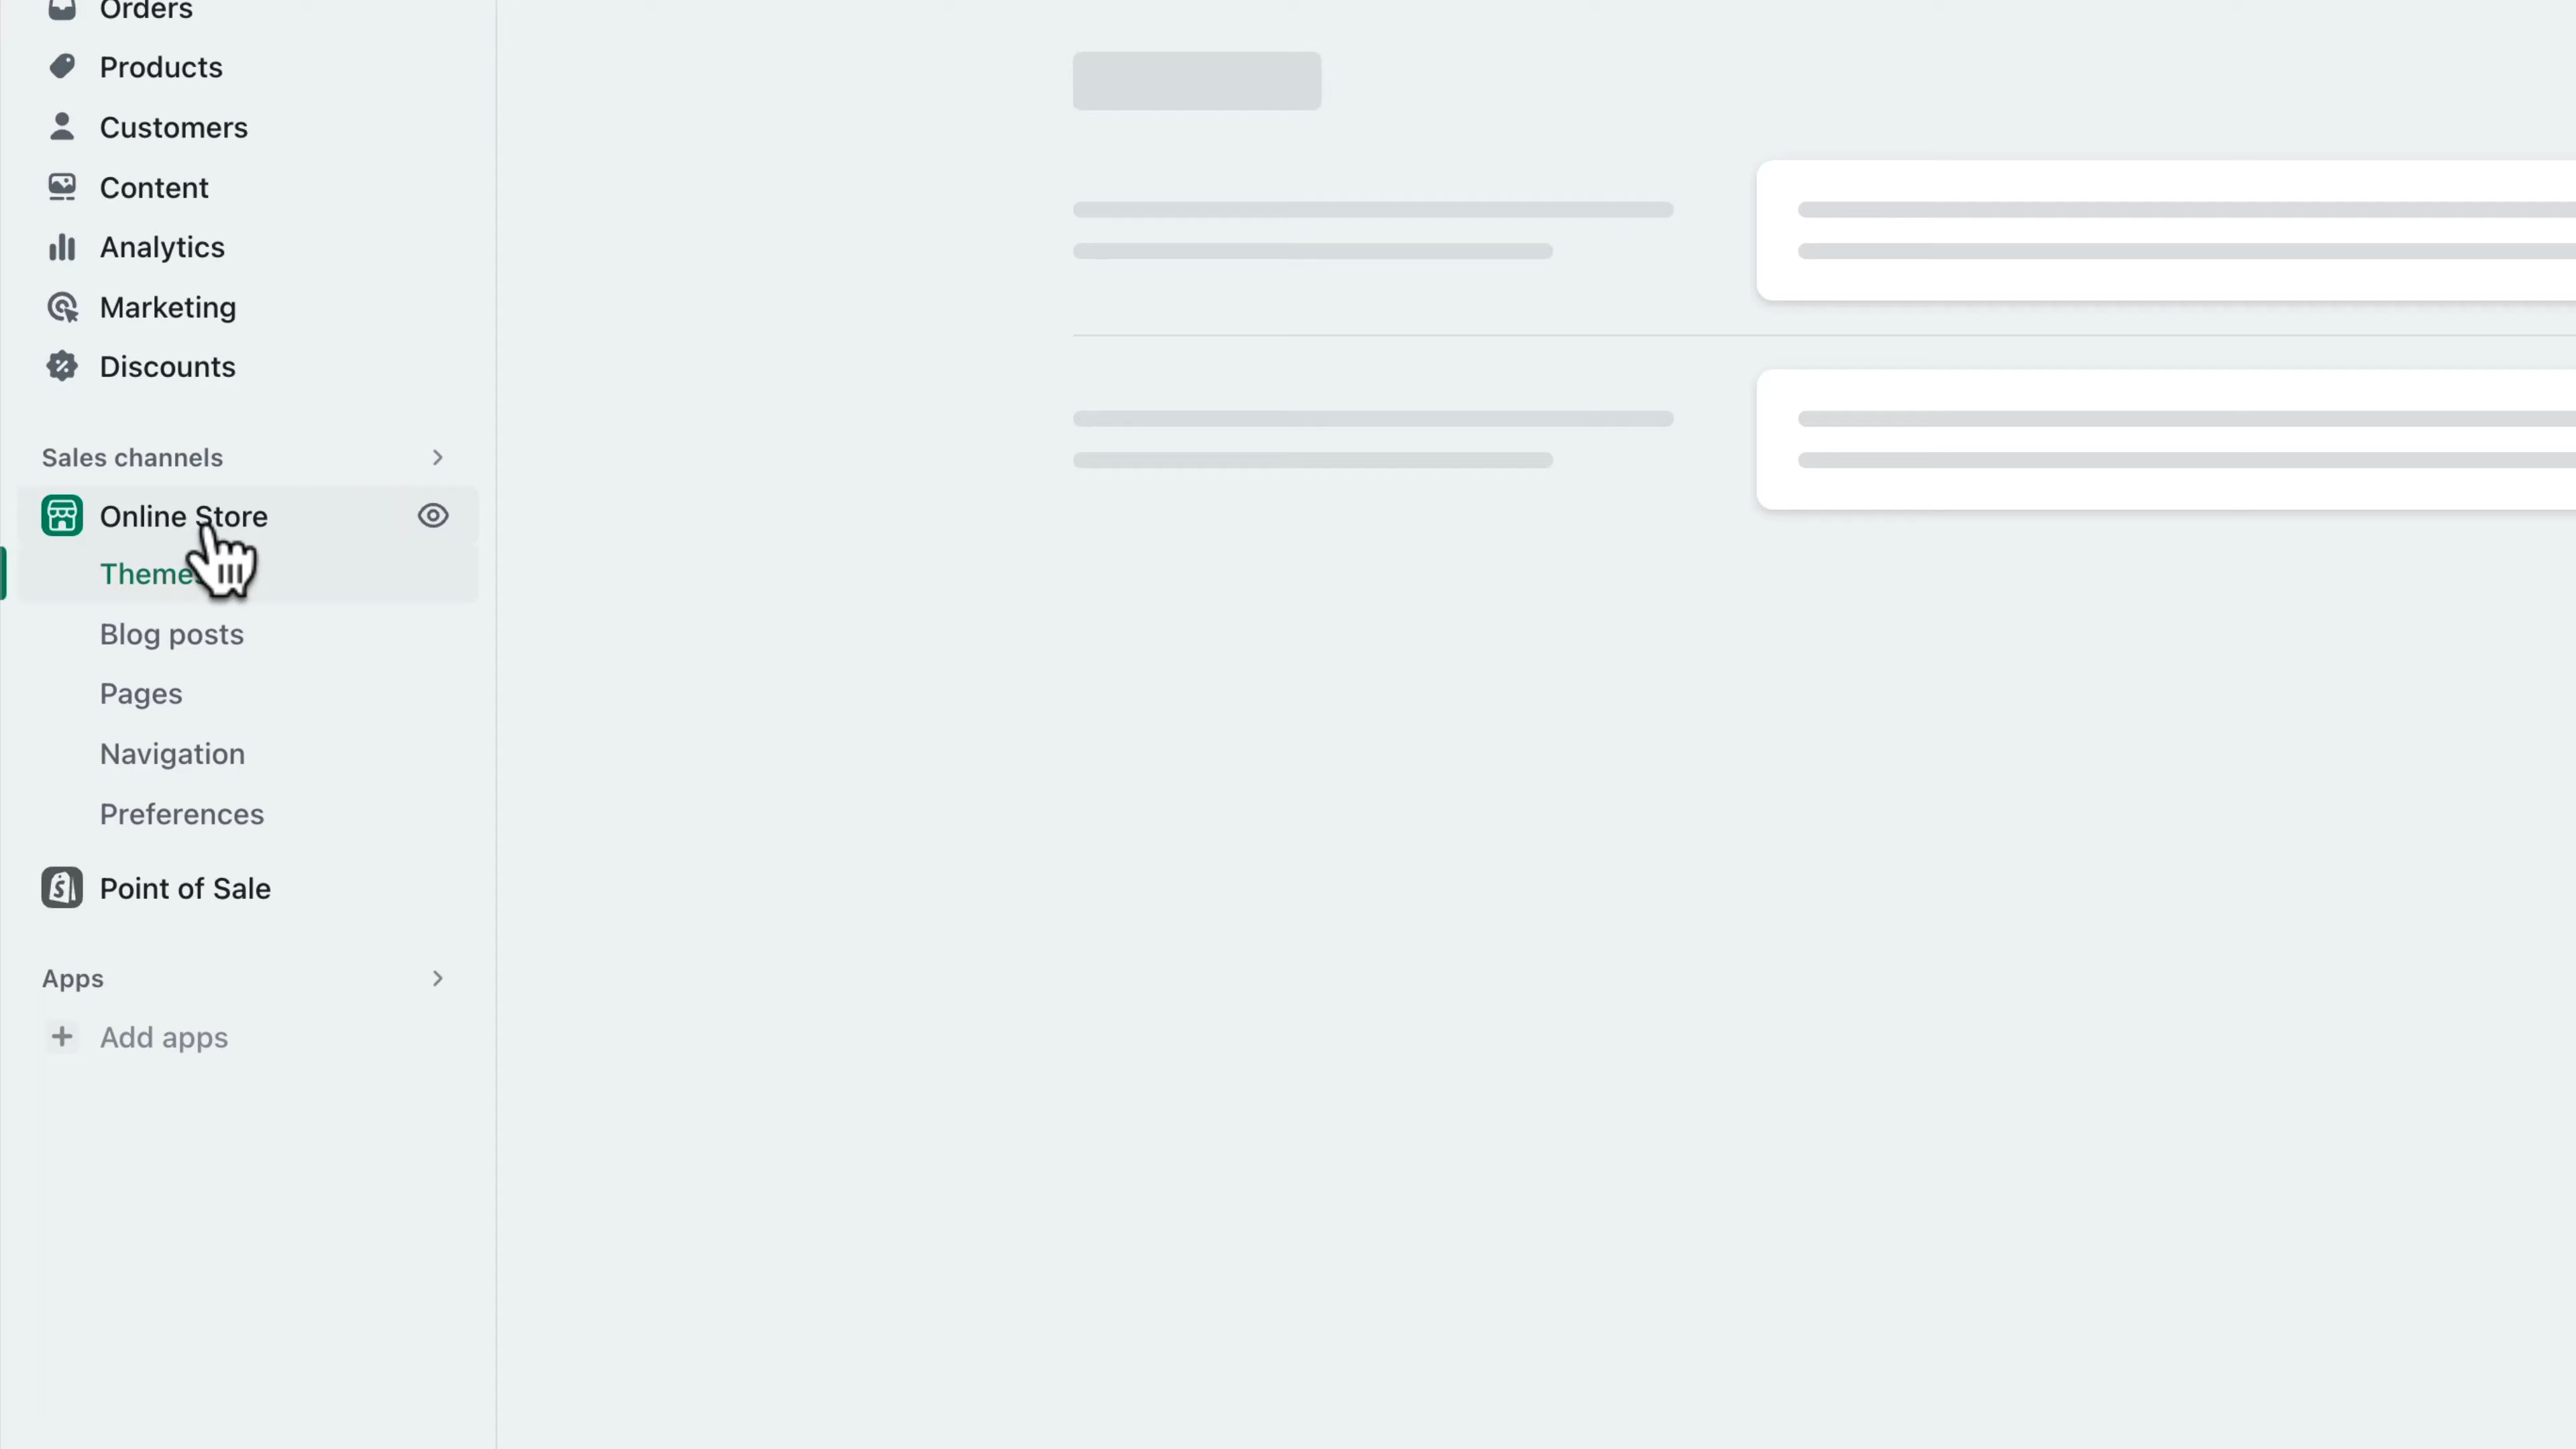 Orders
Products
Customers
Content
Analytics
Marketing
Discounts
Sales channels
Online Store
Themes
Blog posts
Pages
Navigation
Preferences
Point of Sale
Apps
Add apps